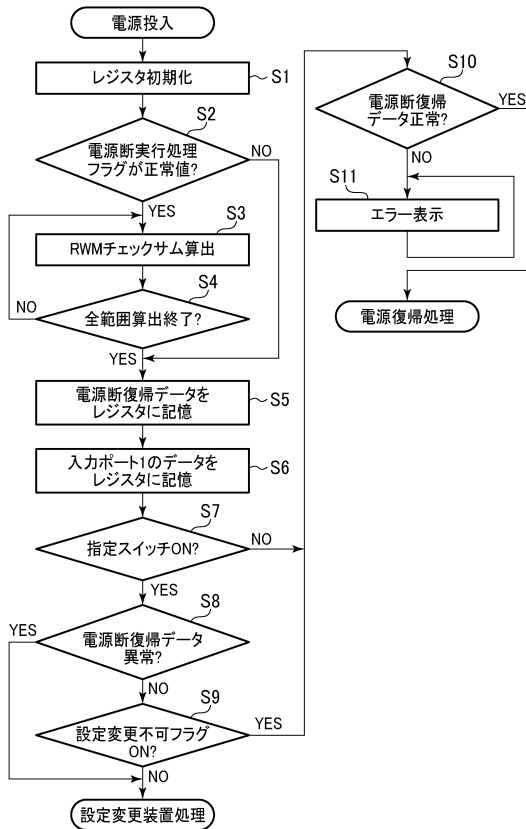 電源投入
レジスタ初期化
S1
S2
電源断実行処理
フラグが正常値?
NO
YES
S3
RWMチェックサム算出
S4
NO
全範囲算出終了?
YES
電源断復帰データを
レジスタに記憶
S5
入力ポート1のデータを
レジスタに記憶
S6
S7
指定スイッチON?
NO
YES
S8
YES
電源断復帰データ
異常?
NO
S9
設定変更不可フラグ
ON?
YES
NO
設定変更装置処理
S10
電源断復帰
データ正常?
YES
NO
S11
エラー表示
電源復帰処理